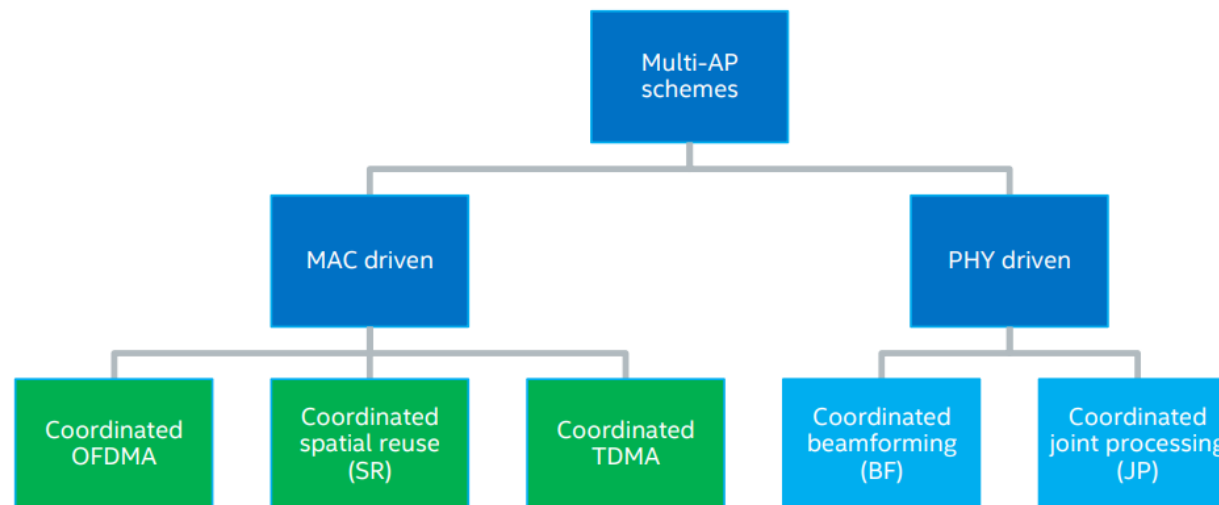 Multi-AP
schemes
MAC driven
PHY driven
Coordinated
OFDMA
Coordinated
spatial reuse
(SR)
Coordinated
TDMA
Coordinated
beamforming
(BF)
Coordinated
joint processing
(JP)